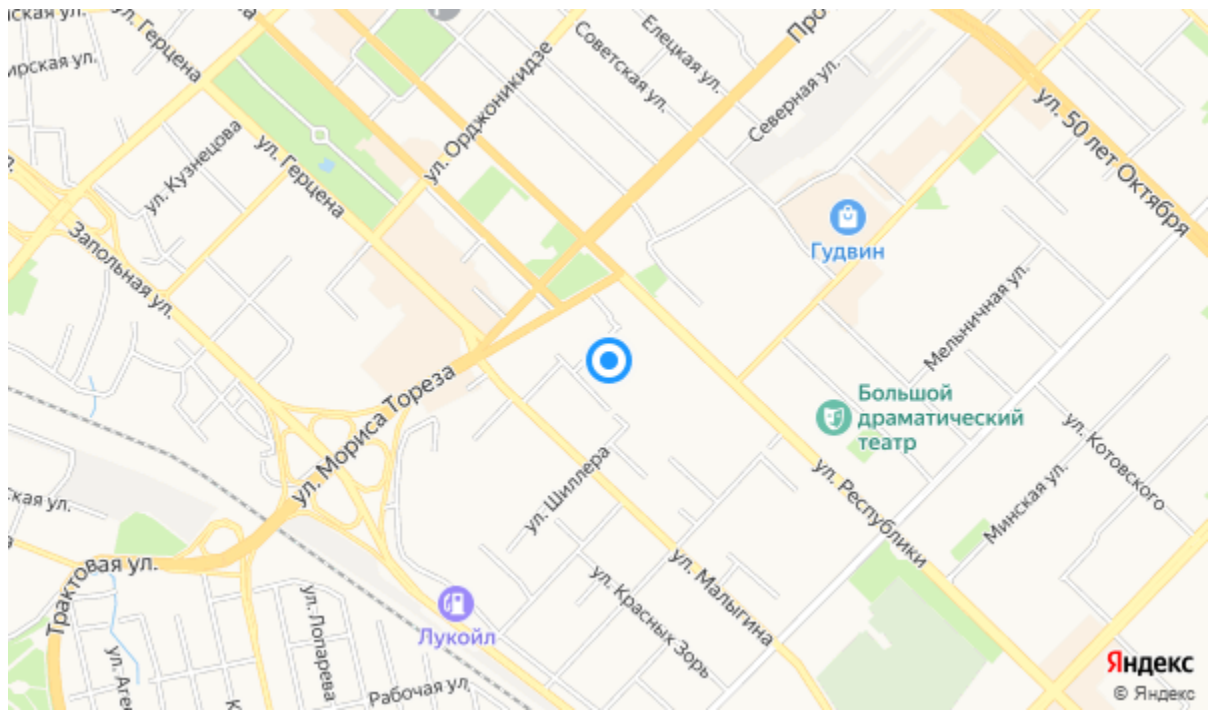 ул. Герцена
ул. Орджоникидзе
Советская ул.
Елецкая ул.
Северная ул.
ул. 50 лет Октября
ул. Кузнецова
ул. Герцена
Запольная ул.
Гудвин
Мельничная ул.
ул. Мориса Тореза
Большой
драматический
театр
ул. Котовского
ул. Шиллера
ул. Республики
Минская ул.
Трактовая ул.
ул. Малыгина
ул. Красных Зорь
ул. Лопарева
Лукойл
Рабочая ул.
Яндекс
© Яндекс